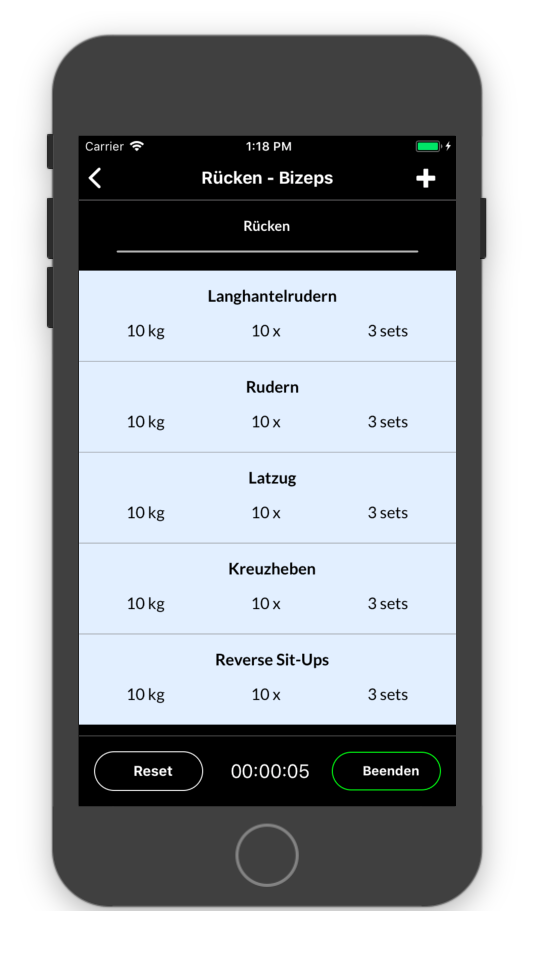 Carrier 1:18 PM
Rücken - Bizeps
Rücken
Langhantelrudern
10 kg 10 x 3 sets
Rudern
10 kg 10 x 3 sets
Latzug
10 kg 10 x 3 sets
Kreuzheben
10 kg 10 x 3 sets
Reverse Sit-Ups
10 kg 10 x 3 sets
Reset 00:00:05 Beenden